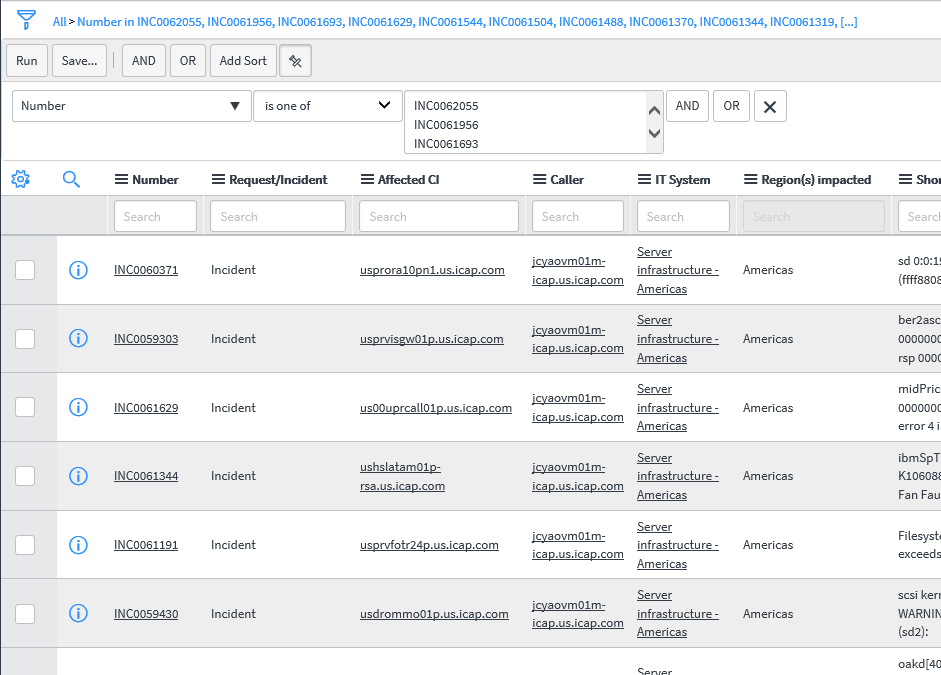 All > Number in INC0062055, INC0061956, INC0061693, INC0061629, INC0061544, INC0061504, INC0061488, INC0061370, INC0061344, INC0061319, [...]
Run Save... AND OR Add Sort
Number is one of INC0062055 AND OR
INC0061956
INC0061693
Number Request/Incident Affected CI Caller IT System Region(s) impacted Shor
Search Search Search Search Search Search Search
INC0060371 Incident usprora10pn1.us.icap.com jcyaovm01m-icap.us.icap.com Server infrastructure - Americas Americas sd 0:0:19 (ffff8808
INC0059303 Incident usprvisgw01p.us.icap.com jcyaovm01m-icap.us.icap.com Server infrastructure - Americas Americas ber2asc 0000000 rsp 0000
INC0061629 Incident us00uprcall01p.us.icap.com jcyaovm01m-icap.us.icap.com Server infrastructure - Americas Americas midPric 0000000 error 4 i
INC0061344 Incident ushslatam01p-rsa.us.icap.com jcyaovm01m-icap.us.icap.com Server infrastructure - Americas Americas ibmSpT K106088 Fan Fau
INC0061191 Incident usprvfotr24p.us.icap.com jcyaovm01m-icap.us.icap.com Server infrastructure - Americas Americas Filesyste exceeds
INC0059430 Incident usdrommo01p.us.icap.com jcyaovm01m-icap.us.icap.com Server infrastructure - Americas Americas scsi kern WARNIN (sd2):
Server oakd[40